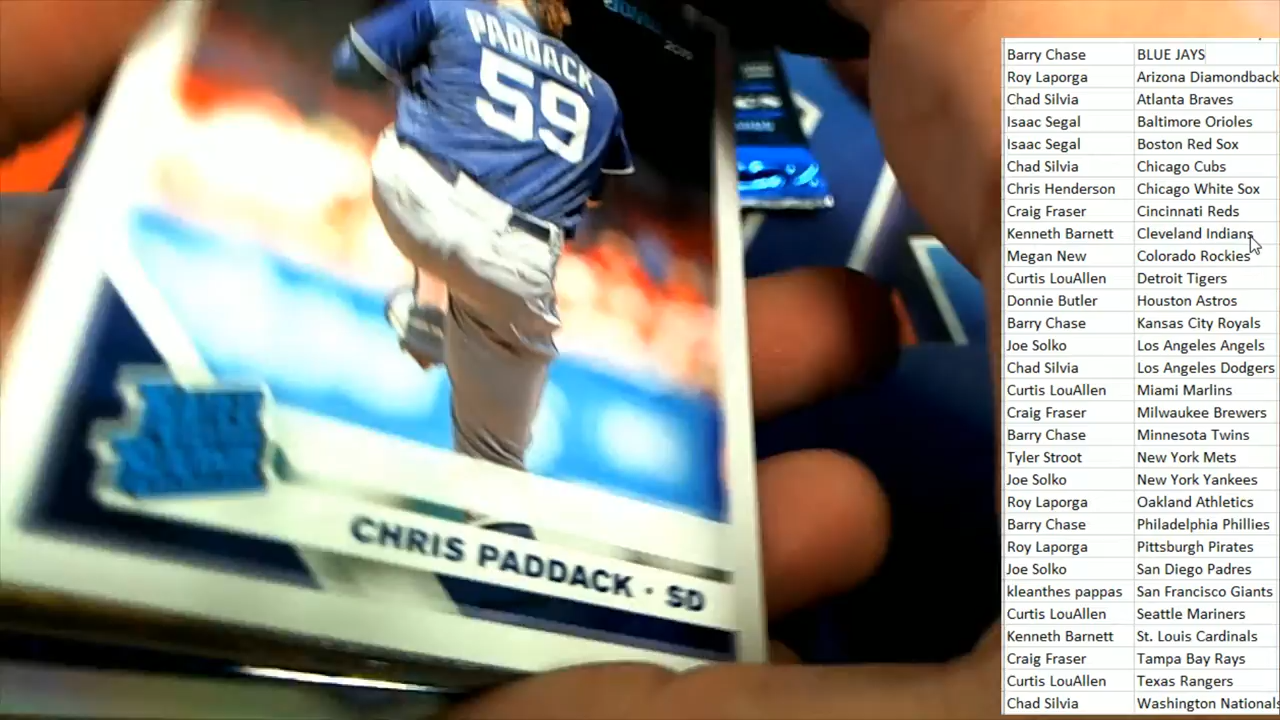 PADDACK
59
2019
CHRIS PADDACK · SD
Barry Chase BLUE JAYS
Roy Laporga Arizona Diamondback
Chad Silvia Atlanta Braves
Isaac Segal Baltimore Orioles
Isaac Segal Boston Red Sox
Chad Silvia Chicago Cubs
Chris Henderson Chicago White Sox
Craig Fraser Cincinnati Reds
Kenneth Barnett Cleveland Indians
Megan New Colorado Rockies
Curtis LouAllen Detroit Tigers
Donnie Butler Houston Astros
Barry Chase Kansas City Royals
Joe Solko Los Angeles Angels
Chad Silvia Los Angeles Dodgers
Curtis LouAllen Miami Marlins
Craig Fraser Milwaukee Brewers
Barry Chase Minnesota Twins
Tyler Stroot New York Mets
Joe Solko New York Yankees
Roy Laporga Oakland Athletics
Barry Chase Philadelphia Phillies
Roy Laporga Pittsburgh Pirates
Joe Solko San Diego Padres
kleanthes pappas San Francisco Giants
Curtis LouAllen Seattle Mariners
Kenneth Barnett St. Louis Cardinals
Craig Fraser Tampa Bay Rays
Curtis LouAllen Texas Rangers
Chad Silvia Washington Nationals